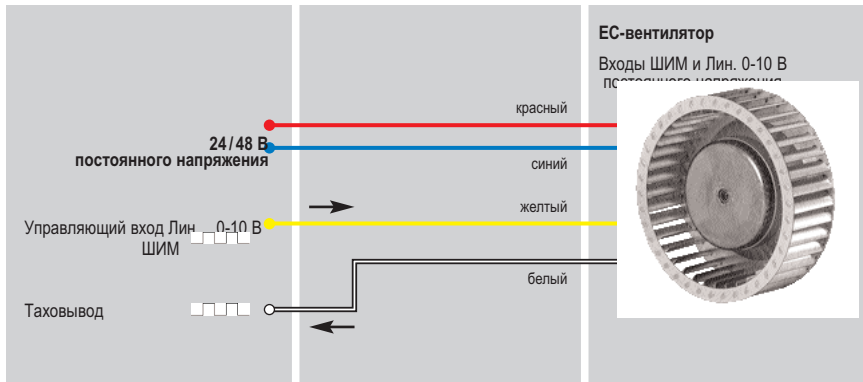 ЕС-вентилятор
Входы ШИМ и Лин. 0-10 В
постоянного напряжения
красный
24/48 В
постоянного напряжения
синий
желтый
Управляющий вход Лин 0-10 В
ШИМ
белый
Таховывод